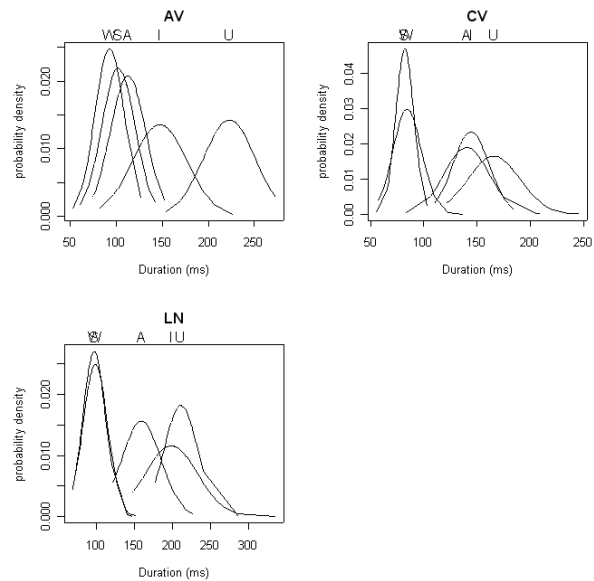 AV
W S A I U
probability density
0.000 0.010 0.020
50 100 150 200 250
Duration (ms)
CV
S W A I U
probability density
0.00 0.01 0.02 0.03 0.04
50 100 150 200 250
Duration (ms)
LN
S W A I U
probability density
0.000 0.010 0.020
100 150 200 250 300
Duration (ms)